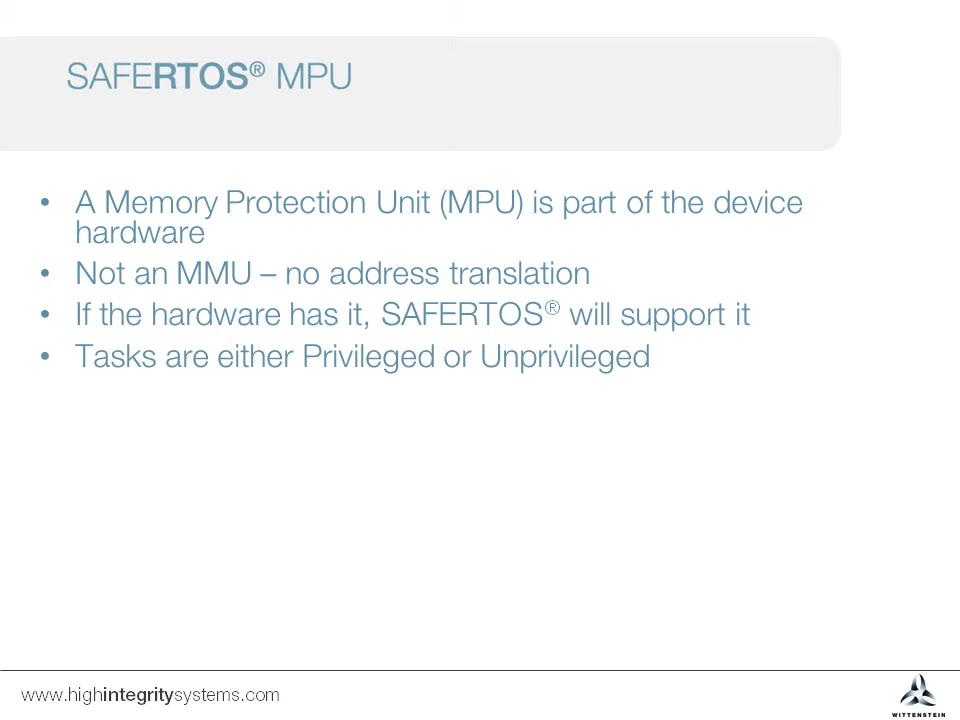 SAFERTOS® MPU
• A Memory Protection Unit (MPU) is part of the device
hardware
• Not an MMU – no address translation
• If the hardware has it, SAFERTOS® will support it
• Tasks are either Privileged or Unprivileged
www.highintegritysystems.com
WITTENSTEIN